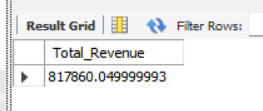 Result Grid Filter Rows:
Total_Revenue
817860.049999993